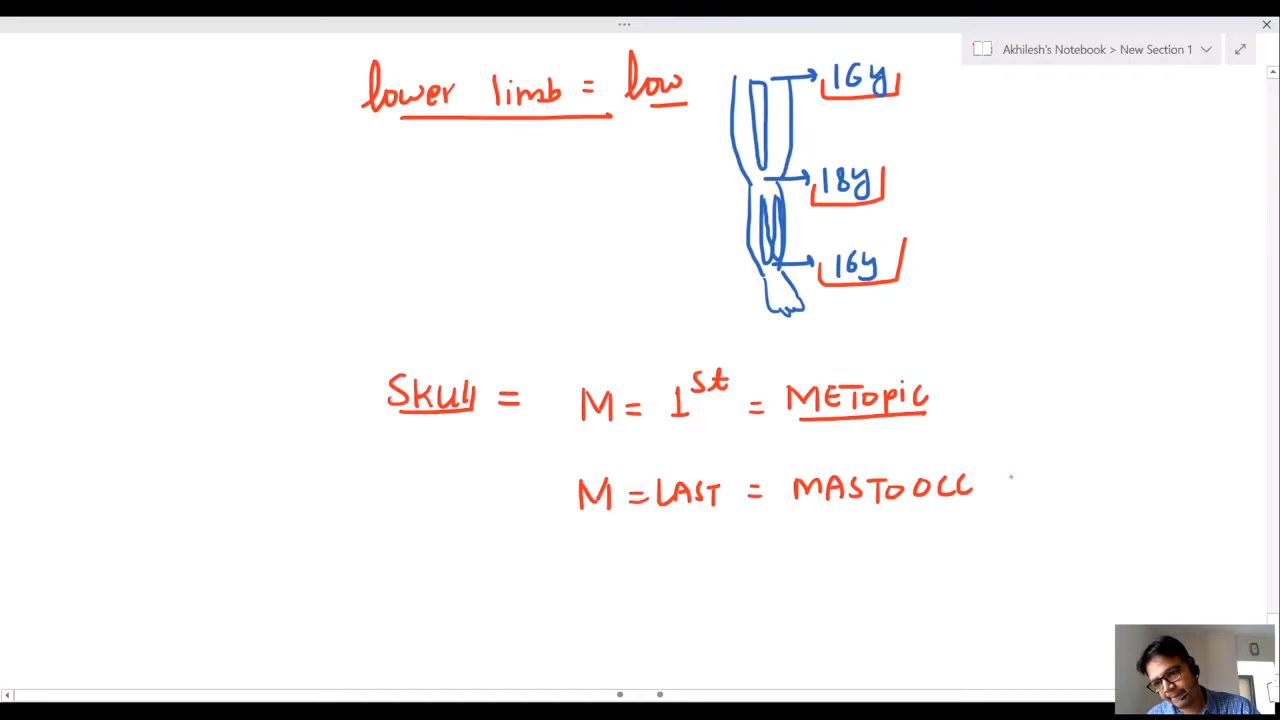 Akhilesh's Notebook > New Section 1
lower limb = low
16y
18y
16y
Skull = M = 1st = METopic
M = LAST = MASTOOCC